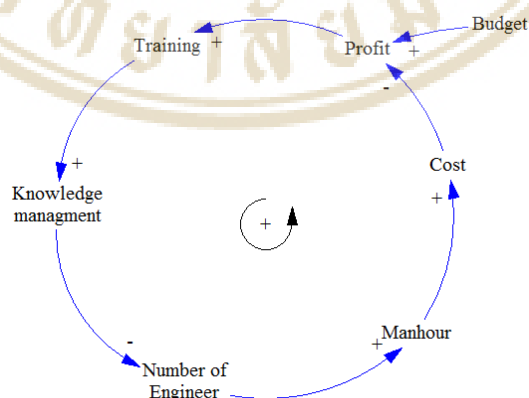 Budget
Training
+
Profit
+
-
Cost
+
Knowledge
managment
+
+
-
Number of
Engineer
+
Manhour